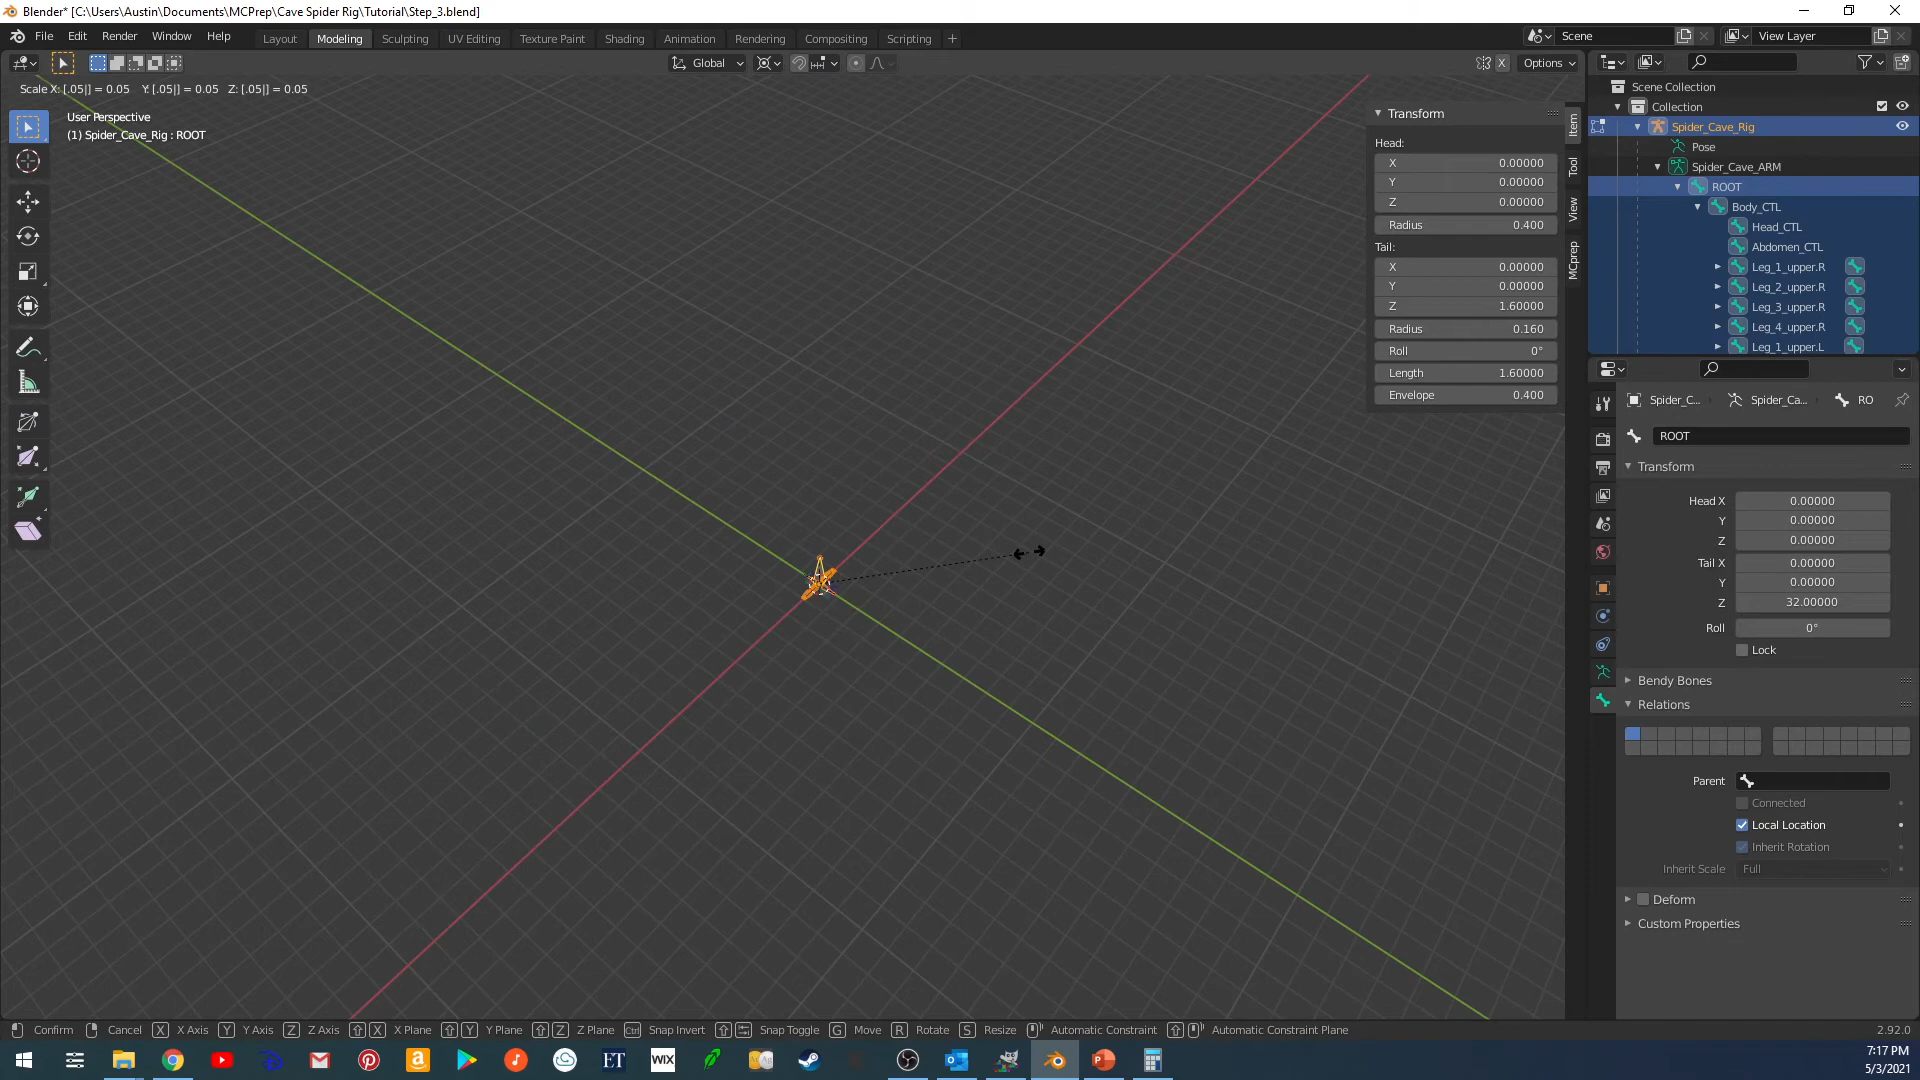 Blender* [C:\Users\Austin\Documents\MCPrep\Cave Spider Rig\Tutorial\Step_3.blend]
File Edit Render Window Help
Layout Modeling Sculpting UV Editing Texture Paint Shading Animation Rendering Compositing Scripting +
Scene
View Layer
Global
X
Options
Scale X: [.05|] = 0.05 Y: [.05|] = 0.05 Z: [.05|] = 0.05
User Perspective
(1) Spider_Cave_Rig : ROOT
Transform
Head:
X 0.00000
Y 0.00000
Z 0.00000
Radius 0.400
Tail:
X 0.00000
Y 0.00000
Z 1.60000
Radius 0.160
Roll 0°
Length 1.60000
Envelope 0.400
Item
Tool
View
MCprep
Scene Collection
Collection
Spider_Cave_Rig
Pose
Spider_Cave_ARM
ROOT
Body_CTL
Head_CTL
Abdomen_CTL
Leg_1_upper.R
Leg_2_upper.R
Leg_3_upper.R
Leg_4_upper.R
Leg_1_upper.L
Spider_C... Spider_Ca... RO
ROOT
Transform
Head X 0.00000
Y 0.00000
Z 0.00000
Tail X 0.00000
Y 0.00000
Z 32.00000
Roll 0°
Lock
Bendy Bones
Relations
Parent
Connected
Local Location
Inherit Rotation
Inherit Scale Full
Deform
Custom Properties
Confirm Cancel X X Axis Y Y Axis Z Z Axis X X Plane Y Y Plane Z Z Plane Ctrl Snap Invert Snap Toggle G Move R Rotate S Resize Automatic Constraint Automatic Constraint Plane 2.92.0
ET WIX
7:17 PM
5/3/2021